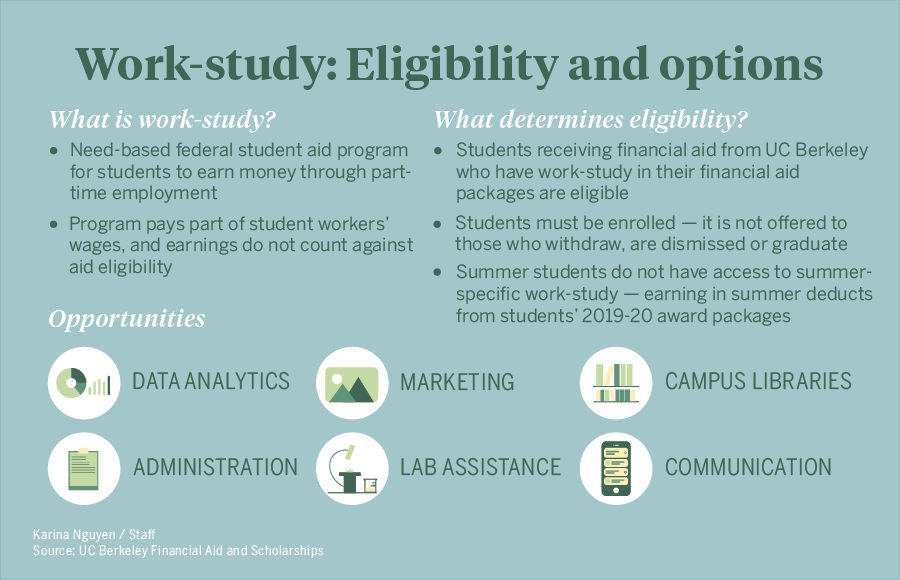 Work-study: Eligibility and options
What is work-study?
• Need-based federal student aid program
for students to earn money through part-
time employment
• Program pays part of student workers’
wages, and earnings do not count against
aid eligibility
What determines eligibility?
• Students receiving financial aid from UC Berkeley
who have work-study in their financial aid
packages are eligible
• Students must be enrolled — it is not offered to
those who withdraw, are dismissed or graduate
• Summer students do not have access to summer-
specific work-study — earning in summer deducts
from students’ 2019-20 award packages
Opportunities
DATA ANALYTICS
MARKETING
CAMPUS LIBRARIES
ADMINISTRATION
LAB ASSISTANCE
COMMUNICATION
Karina Nguyen / Staff
Source: UC Berkeley Financial Aid and Scholarships